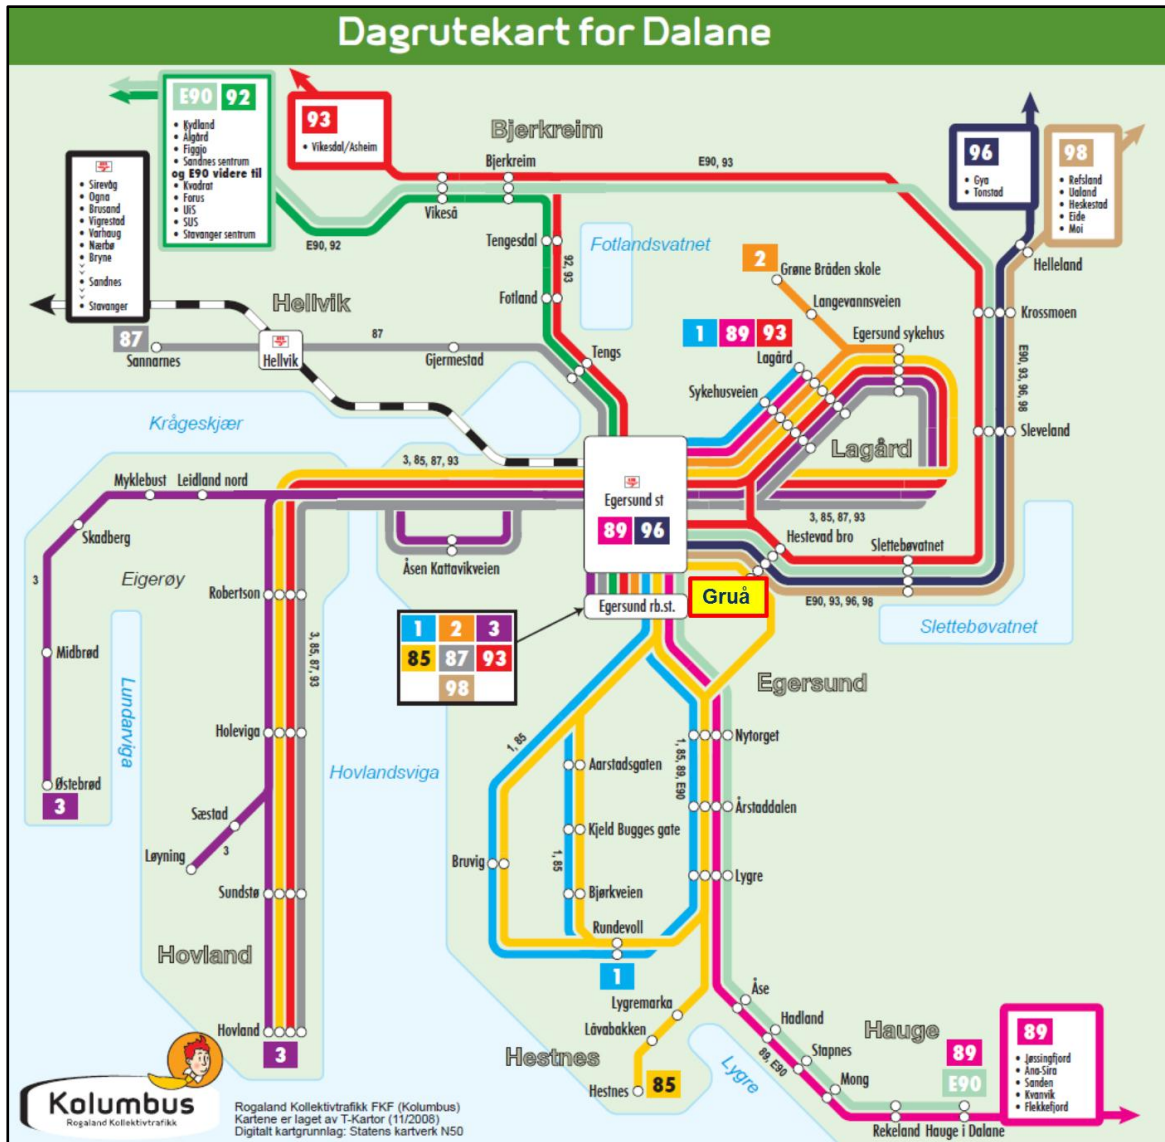 Dagrutekart for Dalane
E90 92
• Kydland
• Ålgård
• Figgjo
• Sandnes sentrum
og E90 videre til
• Kvadrat
• Forus
• UiS
• SUS
• Stavanger sentrum
93
• Vikesdal/Asheim
Bjerkreim
Bjerkreim
E90, 93
96
• Gya
• Tonstad
98
• Refsland
• Ualand
• Heskestad
• Eide
• Moi
• Sirevåg
• Ogna
• Brusand
• Vigrestad
• Varhaug
• Nærbø
• Bryne
• Sandnes
• Stavanger
Vikeså
E90, 92
Tengesdal
92, 93
Fotlandsvatnet
Fotland
2
Grøne Bråden skole
Langevannsveien
Helleland
Hellvik
87
Sannarnes
87
Hellvik
Gjermestad
Tengs
1 89 93
Lagård
Egersund sykehus
Krossmoen
E90, 93, 96, 98
Sykehusveien
Krågeskjær
Lagård
Sleveland
3, 85, 87, 93
Myklebust
Leidland nord
Egersund st
89 96
3, 85, 87, 93
Skadberg
Hestevad bro
Slettebøvatnet
Åsen Kattavikveien
3
Eigerøy
Robertson
Gruå
E90, 93, 96, 98
Egersund rb.st.
1 2 3
85 87 93
98
Slettebøvatnet
3, 85, 87, 93
Midbrød
Lundarviga
Egersund
Holeviga
1, 85
1, 85, 89, E90
Nytorget
Hovlandsviga
Aarstadsgaten
Østebrød
3
Sæstad
Årstaddalen
Kjeld Bugges gate
3
Løyning
Bruvig
1, 85
Lygre
Sundstø
Bjørkveien
Rundevoll
Hovland
1
Åse
Lygremarka
Hadland
Låvabakken
Hovland
3
Hestnes
Stapnes
Hauge
89
• Jøssingfjord
• Ana-Sira
• Sanden
• Kvanvik
• Flekkefjord
89, E90
89
E90
Mong
Lygre
Hestnes
85
Rekeland
Hauge i Dalane
Kolumbus
Rogaland Kollektivtrafikk
Rogaland Kollektivtrafikk FKF (Kolumbus)
Kartene er laget av T-Kartor (11/2008)
Digitalt kartgrunnlag: Statens kartverk N50